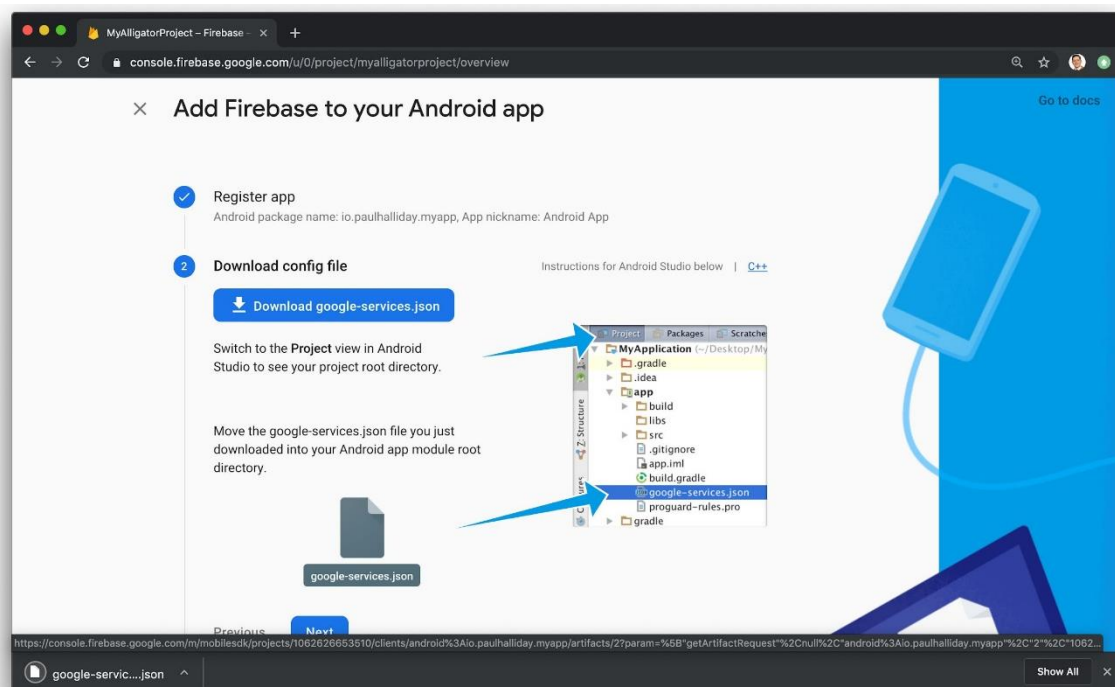 MyAlligatorProject – Firebase –
console.firebase.google.com/u/0/project/myalligatorproject/overview
Add Firebase to your Android app
Go to docs
Register app
Android package name: io.paulhalliday.myapp, App nickname: Android App
2
Download config file
Instructions for Android Studio below | C++
Download google-services.json
Switch to the Project view in Android
Studio to see your project root directory.
Move the google-services.json file you just
downloaded into your Android app module root
directory.
google-services.json
Project Packages Scratche
MyApplication (~/Desktop/My
.gradle
.idea
app
build
libs
src
.gitignore
app.iml
build.gradle
google-services.json
proguard-rules.pro
gradle
Z: Structure
Previous
Next
https://console.firebase.google.com/m/mobilesdk/projects/1062626653510/clients/android%3Aio.paulhalliday.myapp/artifacts/2?param=%5B"getArtifactRequest"%2Cnull%2C"android%3Aio.paulhalliday.myapp"%2C"2"%2C"1062...
google-servic....json
Show All